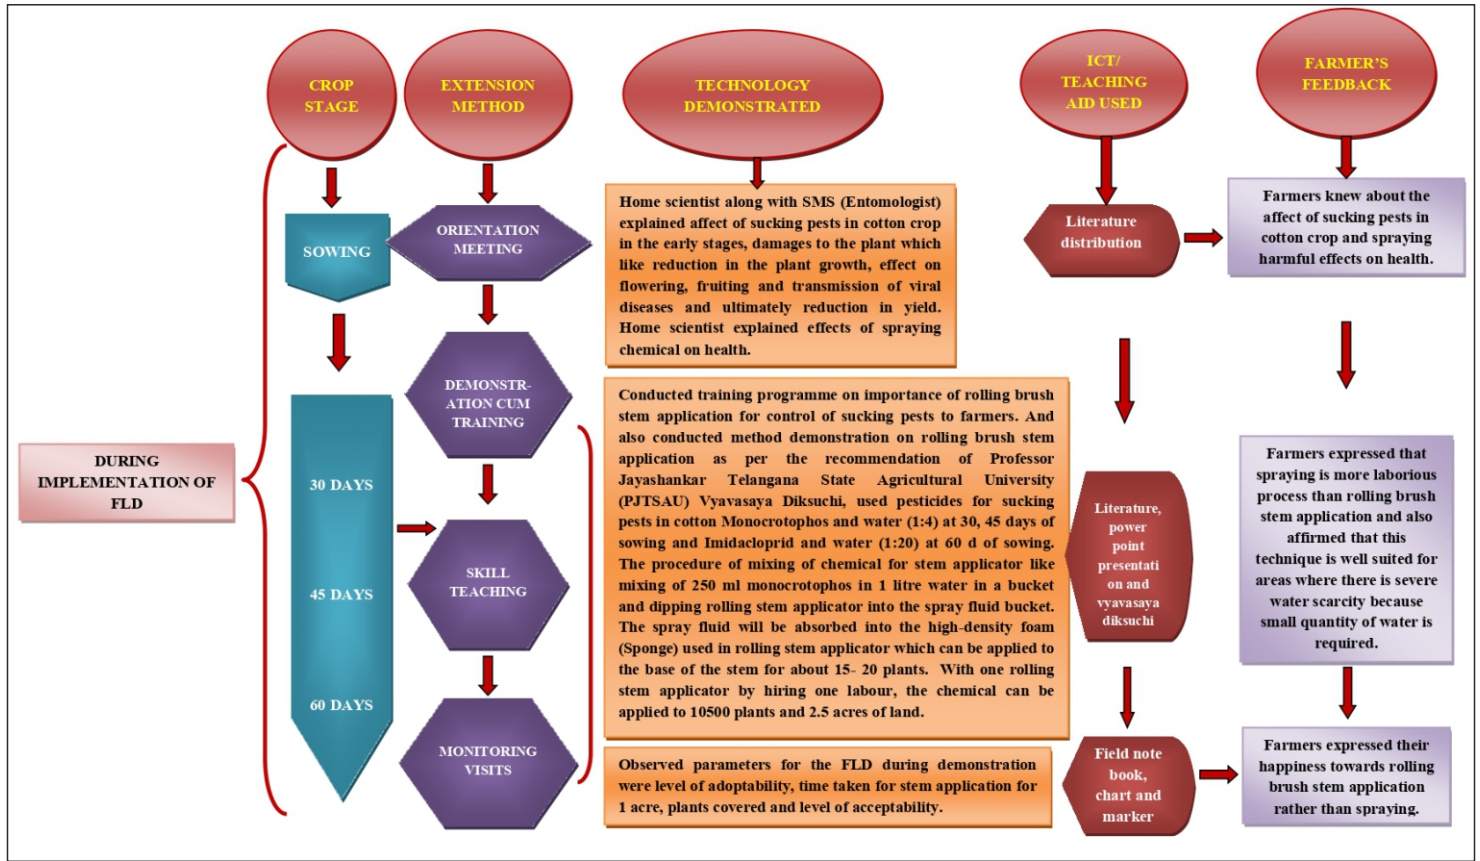 CROP
STAGE
EXTENSION
METHOD
TECHNOLOGY
DEMONSTRATED
ICT/
TEACHING
AID USED
FARMER'S
FEEDBACK
DURING
IMPLEMENTATION OF
FLD
SOWING
30 DAYS
45 DAYS
60 DAYS
ORIENTATION
MEETING
DEMONSTR-
ATION CUM
TRAINING
SKILL
TEACHING
MONITORING
VISITS
Home scientist along with SMS (Entomologist)
explained affect of sucking pests in cotton crop
in the early stages, damages to the plant which
like reduction in the plant growth, effect on
flowering, fruiting and transmission of viral
diseases and ultimately reduction in yield.
Home scientist explained effects of spraying
chemical on health.
Conducted training programme on importance of rolling brush
stem application for control of sucking pests to farmers. And
also conducted method demonstration on rolling brush stem
application as per the recommendation of Professor
Jayashankar Telangana State Agricultural University
(PJTSAU) Vyavasaya Diksuchi, used pesticides for sucking
pests in cotton Monocrotophos and water (1:4) at 30, 45 days of
sowing and Imidacloprid and water (1:20) at 60 d of sowing.
The procedure of mixing of chemical for stem applicator like
mixing of 250 ml monocrotophos in 1 litre water in a bucket
and dipping rolling stem applicator into the spray fluid bucket.
The spray fluid will be absorbed into the high-density foam
(Sponge) used in rolling stem applicator which can be applied to
the base of the stem for about 15- 20 plants. With one rolling
stem applicator by hiring one labour, the chemical can be
applied to 10500 plants and 2.5 acres of land.
Observed parameters for the FLD during demonstration
were level of adoptability, time taken for stem application for
1 acre, plants covered and level of acceptability.
Literature
distribution
Literature,
power
point
presentati
on and
vyavasaya
diksuchi
Field note
book,
chart and
marker
Farmers knew about the
affect of sucking pests in
cotton crop and spraying
harmful effects on health.
Farmers expressed that
spraying is more laborious
process than rolling brush
stem application and also
affirmed that this
technique is well suited for
areas where there is severe
water scarcity because
small quantity of water is
required.
Farmers expressed their
happiness towards rolling
brush stem application
rather than spraying.